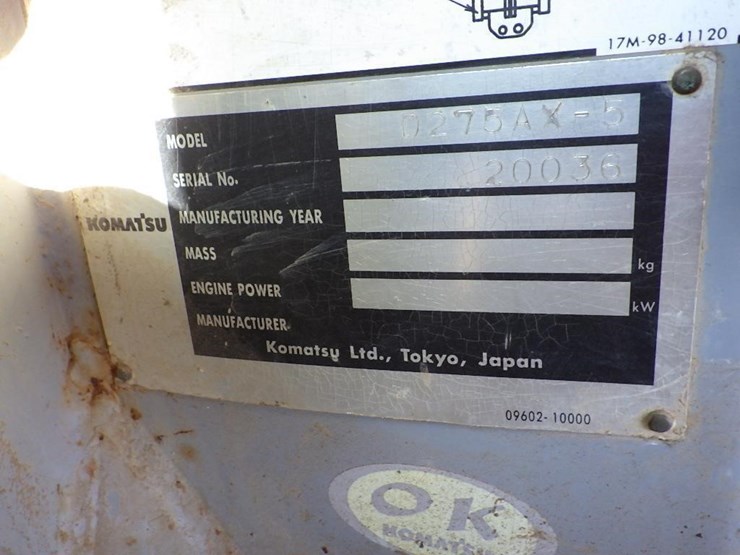 17M-98-41120
MODEL D275AX-5
SERIAL No. 20036
KOMATSU
MANUFACTURING YEAR
MASS kg
ENGINE POWER kW
MANUFACTURER
Komatsu Ltd., Tokyo, Japan
09602-10000
OK
KOMATSU